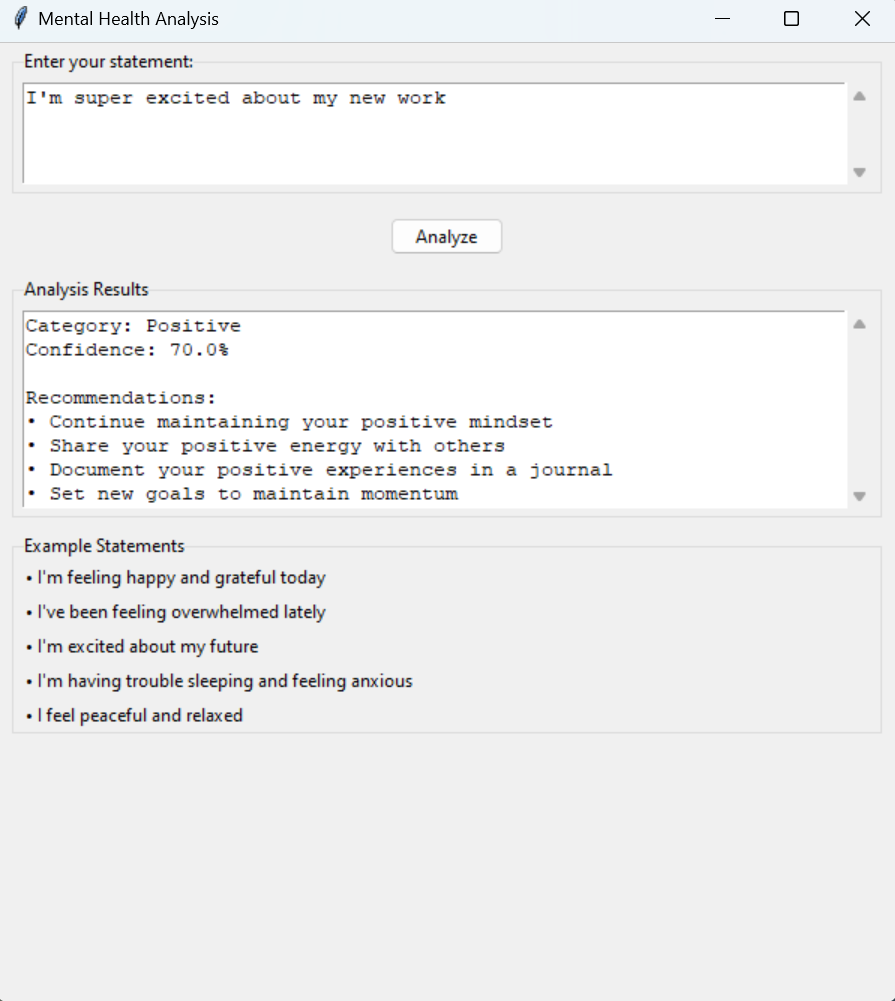 Mental Health Analysis
Enter your statement:
I'm super excited about my new work
Analyze
Analysis Results
Category: Positive
Confidence: 70.0%
Recommendations:
• Continue maintaining your positive mindset
• Share your positive energy with others
• Document your positive experiences in a journal
• Set new goals to maintain momentum
Example Statements
• I'm feeling happy and grateful today
• I've been feeling overwhelmed lately
• I'm excited about my future
• I'm having trouble sleeping and feeling anxious
• I feel peaceful and relaxed